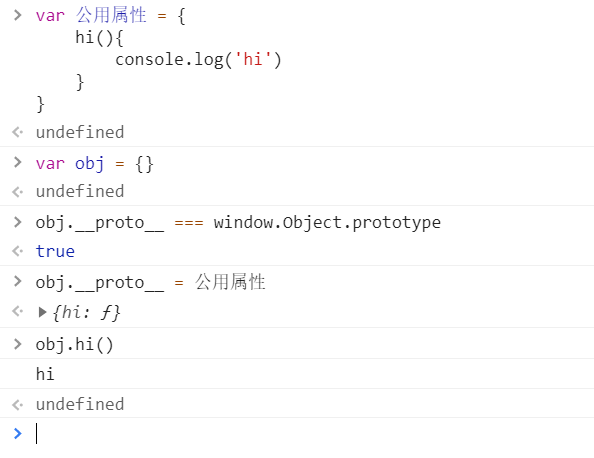 > var 公用属性 = {
hi(){
console.log('hi')
}
}
<· undefined
> var obj = {}
<· undefined
> obj.__proto__ === window.Object.prototype
<· true
> obj.__proto__ = 公用属性
<· ▶{hi: ƒ}
> obj.hi()
hi
<· undefined
>